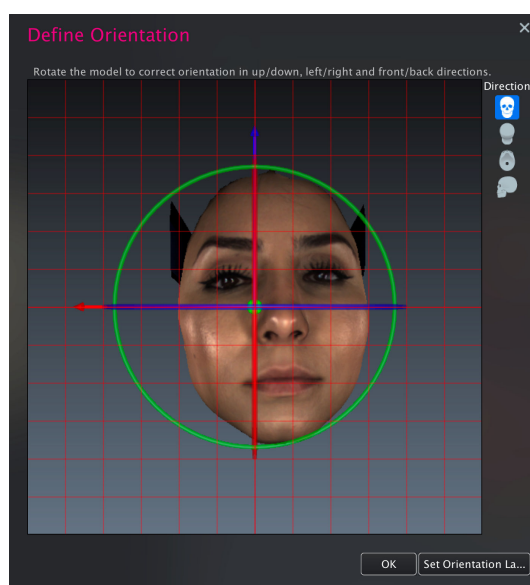 Define Orientation
Rotate the model to correct orientation in up/down, left/right and front/back directions.
Direction
OK
Set Orientation La...